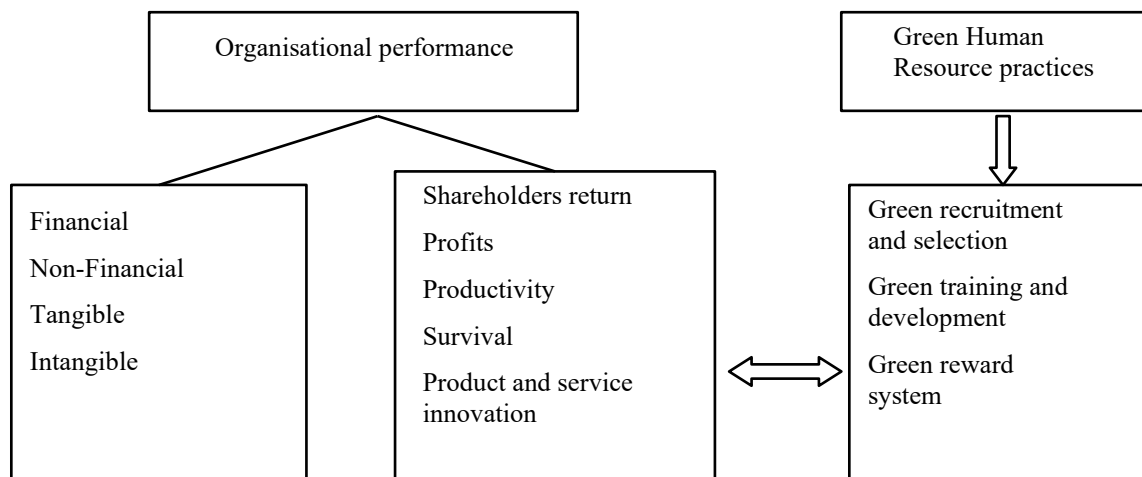 Organisational performance
Green Human
Resource practices
Financial
Non-Financial
Tangible
Intangible
Shareholders return
Profits
Productivity
Survival
Product and service
innovation
Green recruitment
and selection
Green training and
development
Green reward
system